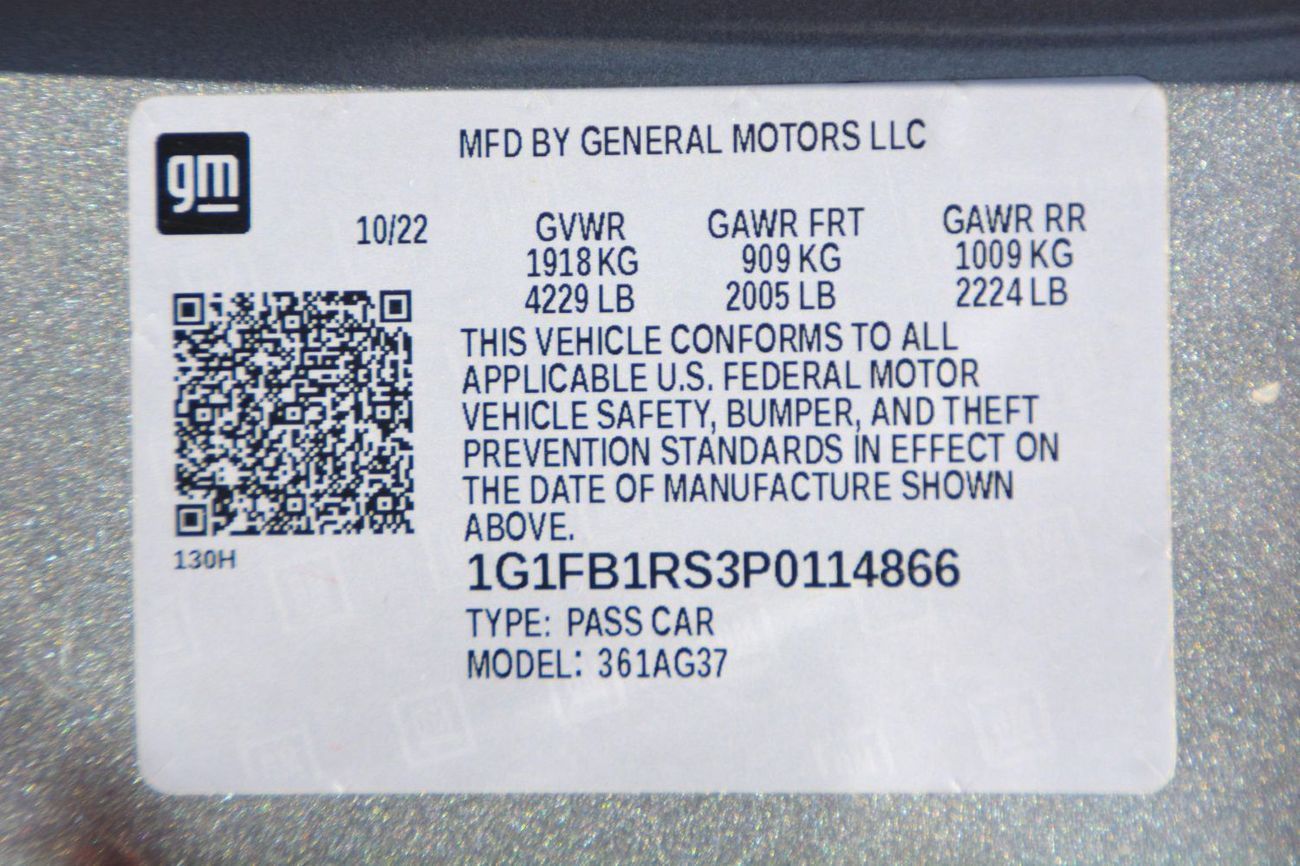 gm
MFD BY GENERAL MOTORS LLC
10/22
GVWR GAWR FRT GAWR RR
1918 KG 909 KG 1009 KG
4229 LB 2005 LB 2224 LB
THIS VEHICLE CONFORMS TO ALL
APPLICABLE U.S. FEDERAL MOTOR
VEHICLE SAFETY, BUMPER, AND THEFT
PREVENTION STANDARDS IN EFFECT ON
THE DATE OF MANUFACTURE SHOWN
ABOVE.
130H
1G1FB1RS3P0114866
TYPE: PASS CAR
MODEL: 361AG37